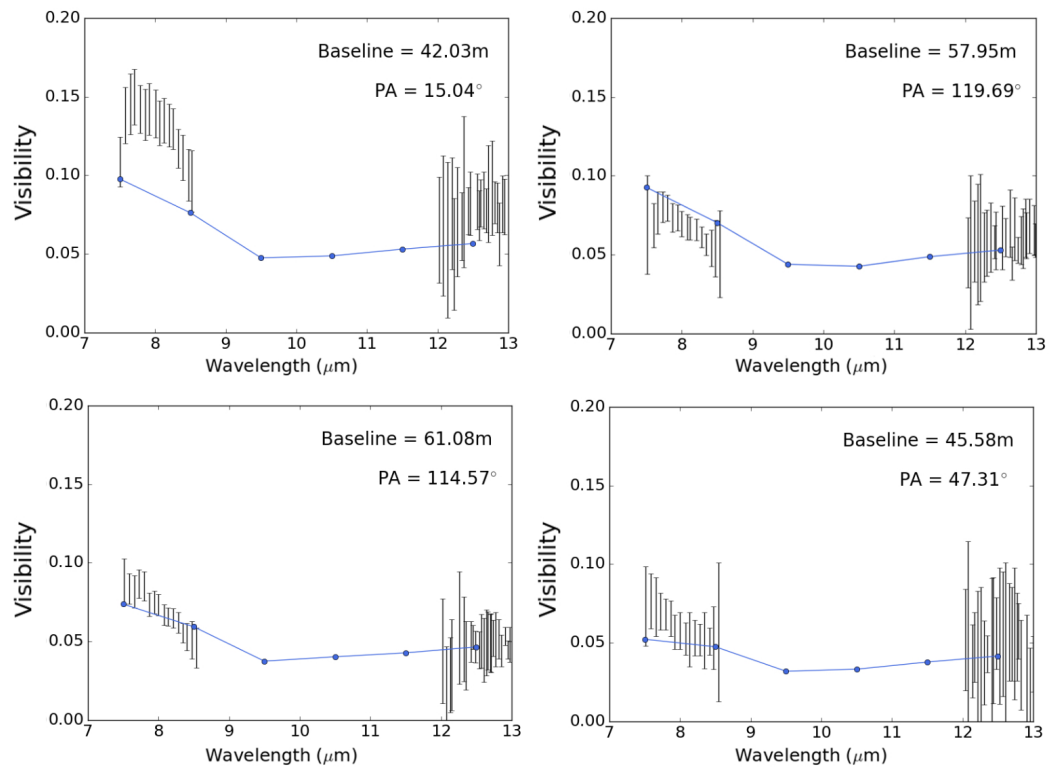 0.20
0.15
0.10
0.05
0.00
Visibility
Baseline = 42.03m
PA = 15.04°
7 8 9 10 11 12 13
Wavelength (μm)
0.20
0.15
0.10
0.05
0.00
Visibility
Baseline = 57.95m
PA = 119.69°
7 8 9 10 11 12 13
Wavelength (μm)
0.20
0.15
0.10
0.05
0.00
Visibility
Baseline = 61.08m
PA = 114.57°
7 8 9 10 11 12 13
Wavelength (μm)
0.20
0.15
0.10
0.05
0.00
Visibility
Baseline = 45.58m
PA = 47.31°
7 8 9 10 11 12 13
Wavelength (μm)